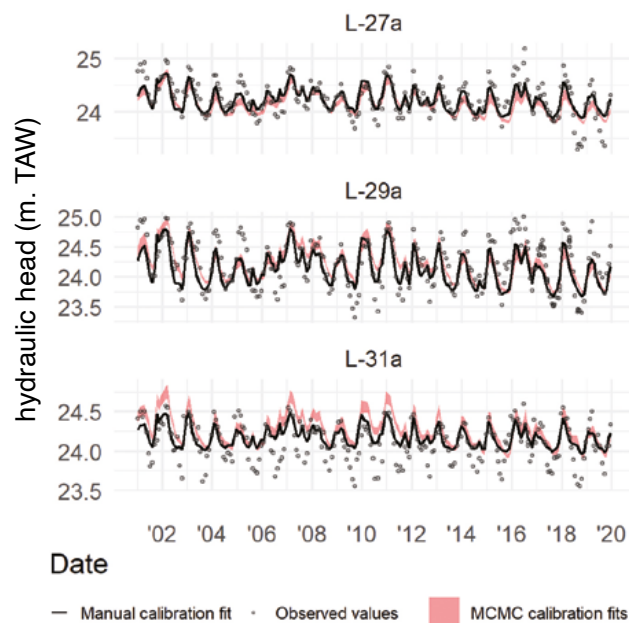 L-27a
25
24
L-29a
25.0
24.5
24.0
23.5
L-31a
24.5
24.0
23.5
hydraulic head (m. TAW)
'02 '04 '06 '08 '10 '12 '14 '16 '18 '20
Date
Manual calibration fit Observed values MCMC calibration fits